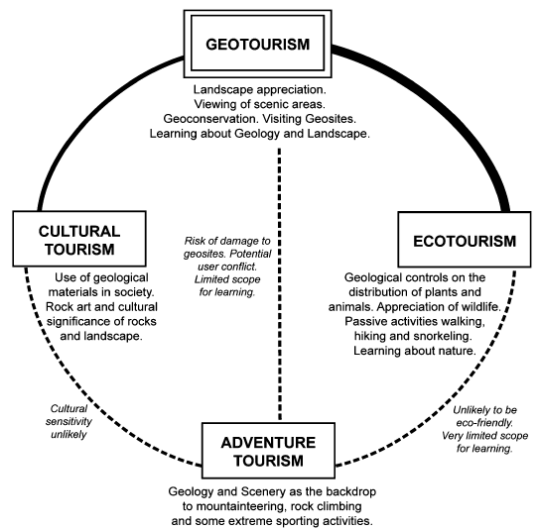 GEOTOURISM
Landscape appreciation.
Viewing of scenic areas.
Geoconservation. Visiting Geosites.
Learning about Geology and Landscape.
CULTURAL
TOURISM
Use of geological
materials in society.
Rock art and cultural
significance of rocks
and landscape.
Risk of damage to
geosites. Potential
user conflict.
Limited scope
for learning.
ECOTOURISM
Geological controls on the
distribution of plants and
animals. Appreciation of wildlife.
Passive activities walking,
hiking and snorkeling.
Learning about nature.
Cultural
sensitivity
unlikely
Unlikely to be
eco-friendly.
Very limited scope
for learning.
ADVENTURE
TOURISM
Geology and Scenery as the backdrop
to mountainteering, rock climbing
and some extreme sporting activities.